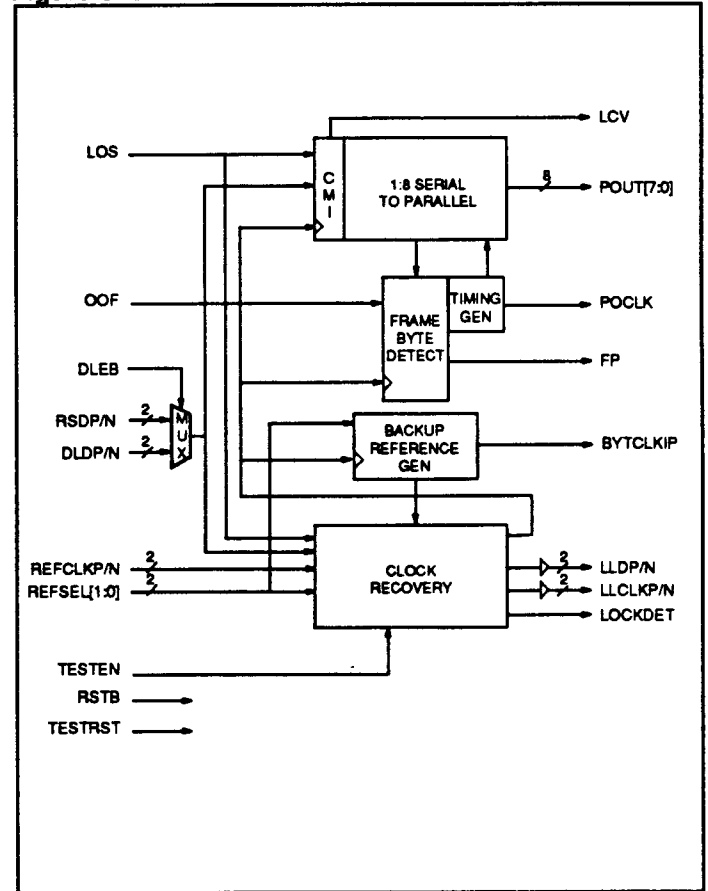 LCV
LOS
CMI
1:8 SERIAL
TO PARALLEL
8
POUT[7:0]
OOF
FRAME
BYTE
DETECT
TIMING
GEN
POCLK
FP
DLEB
RSDP/N
2
DLDP/N
2
MUX
BACKUP
REFERENCE
GEN
BYTCLKIP
REFCLKP/N
2
REFSEL[1:0]
2
CLOCK
RECOVERY
2
LLDP/N
2
LLCLKP/N
LOCKDET
TESTEN
RSTB
TESTRST